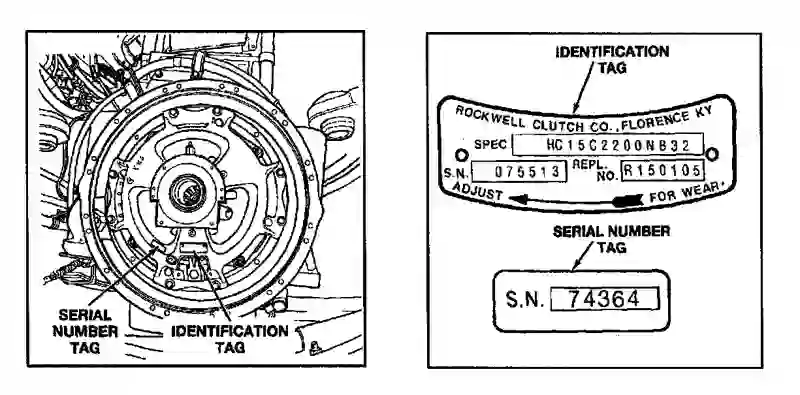 SERIAL
NUMBER
TAG
IDENTIFICATION
TAG
IDENTIFICATION
TAG
ROCKWELL CLUTCH CO., FLORENCE KY
SPEC HC15C2200NB32
S.N. 075513 REPL. NO. R150105
ADJUST FOR WEAR
SERIAL NUMBER
TAG
S.N. 74364